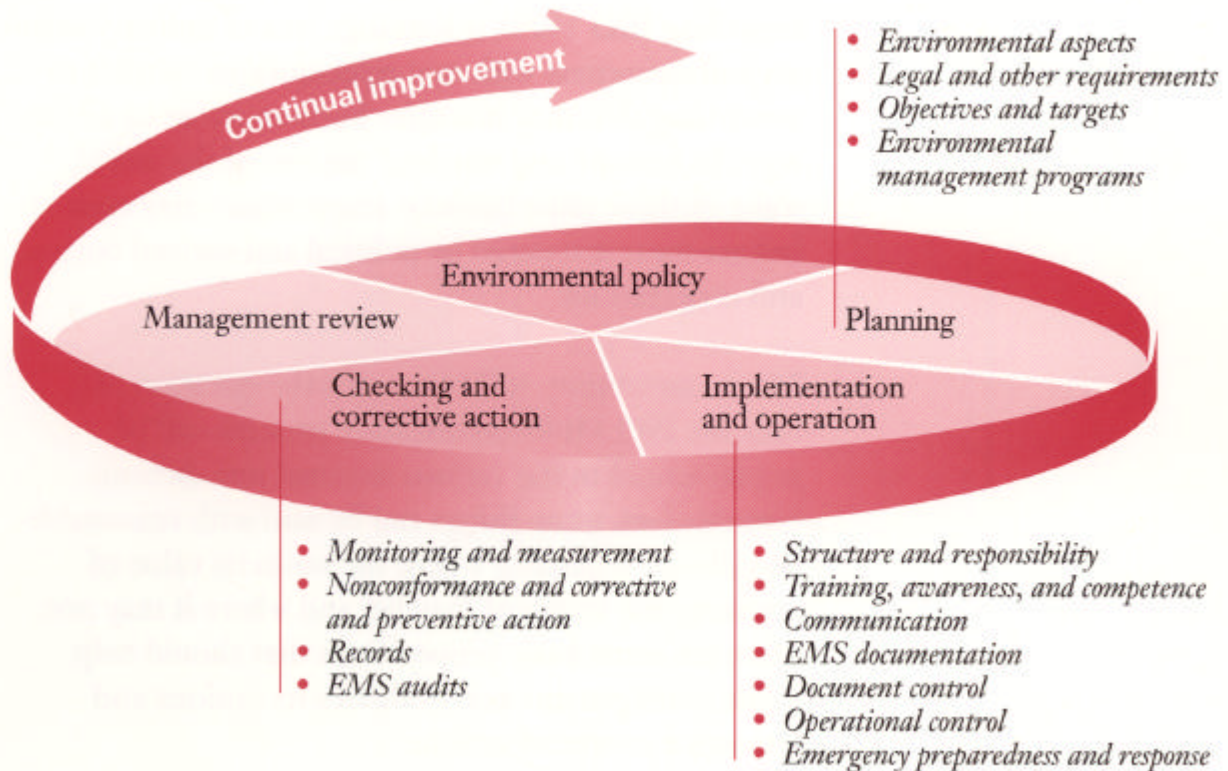 Continual improvement
• Environmental aspects
• Legal and other requirements
• Objectives and targets
• Environmental
management programs
Environmental policy
Management review
Planning
Checking and
corrective action
Implementation
and operation
• Monitoring and measurement
• Nonconformance and corrective
and preventive action
• Records
• EMS audits
• Structure and responsibility
• Training, awareness, and competence
• Communication
• EMS documentation
• Document control
• Operational control
• Emergency preparedness and response